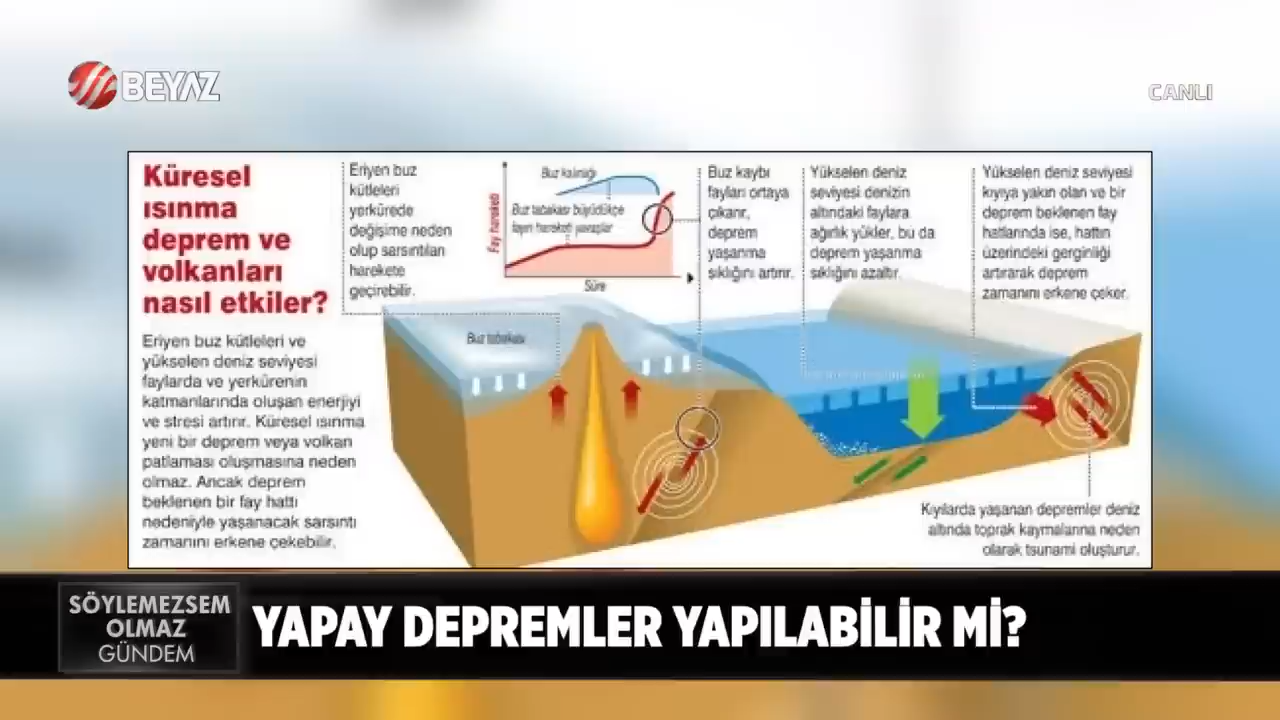 BEYAZ
CANLI
Küresel
ısınma
deprem ve
volkanları
nasıl etkiler?
Eriyen buz kütleleri ve
yükselen deniz seviyesi
faylarda ve yerkürenin
katmanlarında oluşan enerjiyi
ve stresi artırır. Küresel ısınma
yeni bir deprem veya volkan
patlaması oluşmasına neden
olmaz. Ancak deprem
beklenen bir fay hattı
nedeniyle yaşanacak sarsıntı
zamanını erkene çekebilir.
Eriyen buz
kütleleri
yerkürede
değişime neden
olup sarsıntıları
harekete
geçirebilir.
Buz kalınlığı
Buz tabakası büyüdükçe
fayın hareketi yavaşlar
Fay hareketi
Süre
Buz kaybı
fayları ortaya
çıkarır,
deprem
yaşanma
sıklığını artırır.
Yükselen deniz
seviyesi denizin
altındaki faylara
ağırlık yükler, bu da
deprem yaşanma
sıklığını azaltır.
Yükselen deniz seviyesi
kıyıya yakın olan ve bir
deprem beklenen fay
hatlarında ise, hattın
üzerindeki gerginliği
artırarak deprem
zamanını erkene çeker.
Buz tabakası
Kıyılarda yaşanan depremler deniz
altında toprak kaymalarına neden
olarak tsunami oluşturur.
SÖYLEMEZSEM
OLMAZ
GÜNDEM
YAPAY DEPREMLER YAPILABİLİR Mİ?